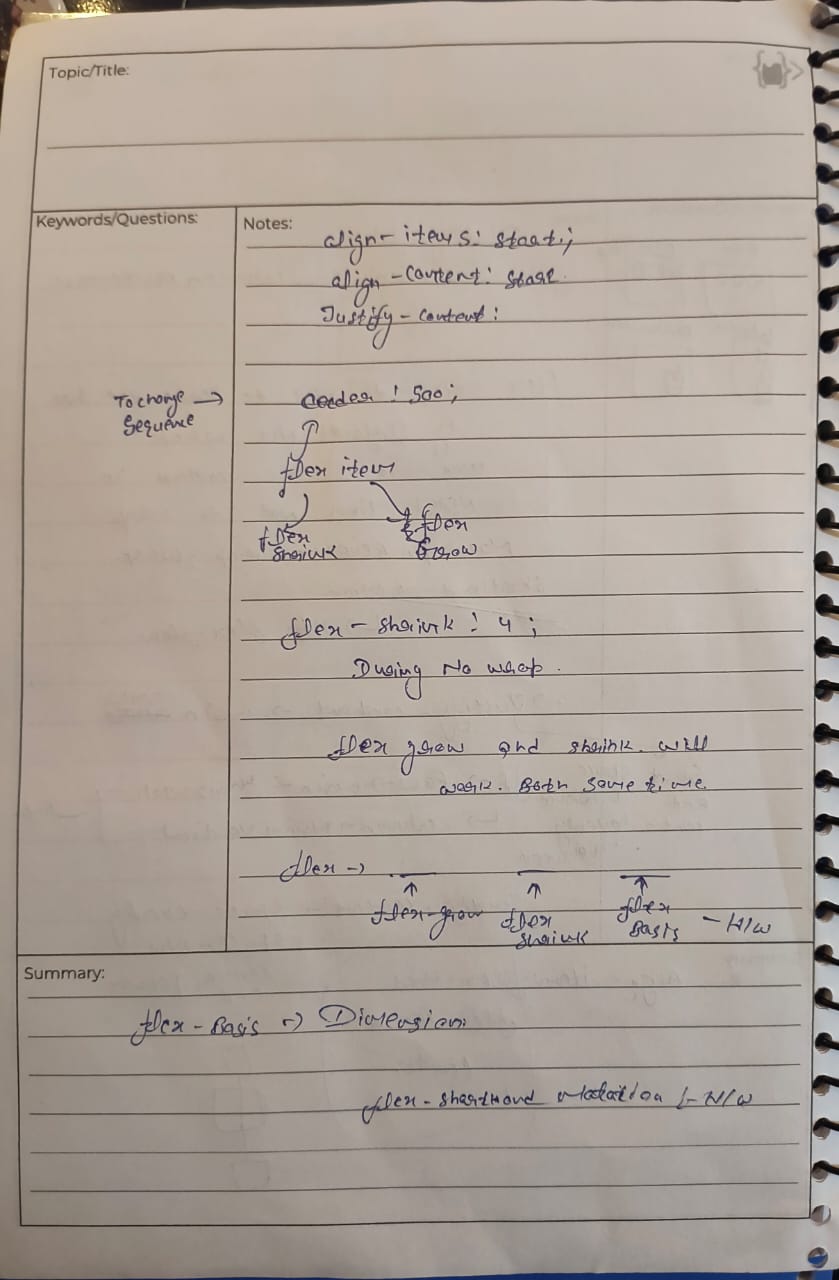 Topic/Title:
Keywords/Questions:
Notes:
align-items: start;
align-content: start
Justify-content:
To change →
Sequence
order: 500;
flex item
flex
Shrink
flex
Grow
flex-shrink: 4;
During No wrap.
flex grow and shrink will
work. Both same time.
flex →
flex-grow
flex
Shrink
flex
Basis
- H/W
Summary:
flex-Basis → Dimension
flex-shorthand notation - H/W